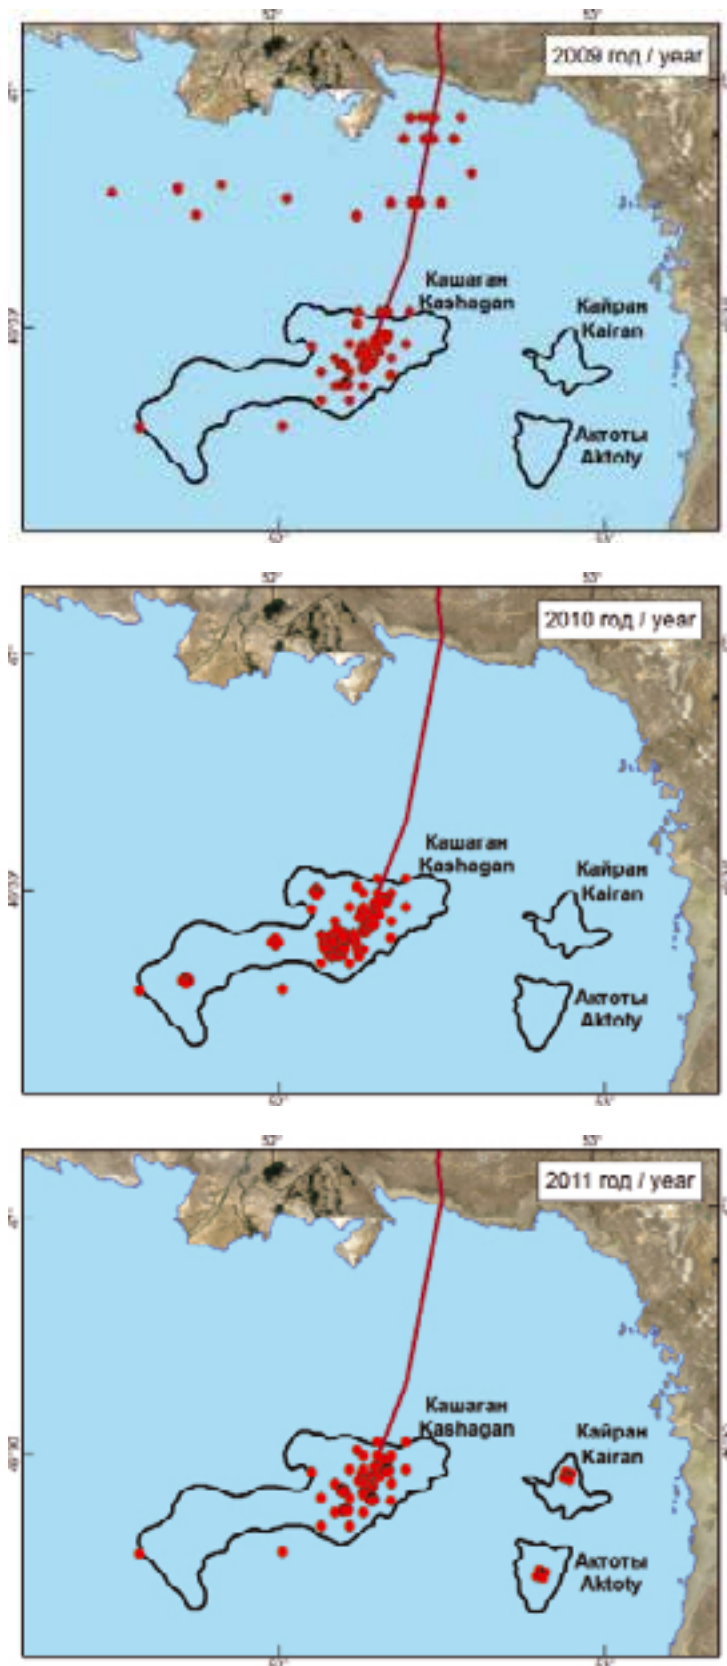 2009 год / year
Кашаган
Kashagan
Кайран
Kairan
Актоты
Aktoty
2010 год / year
Кашаган
Kashagan
Кайран
Kairan
Актоты
Aktoty
2011 год / year
Кашаган
Kashagan
Кайран
Kairan
Актоты
Aktoty